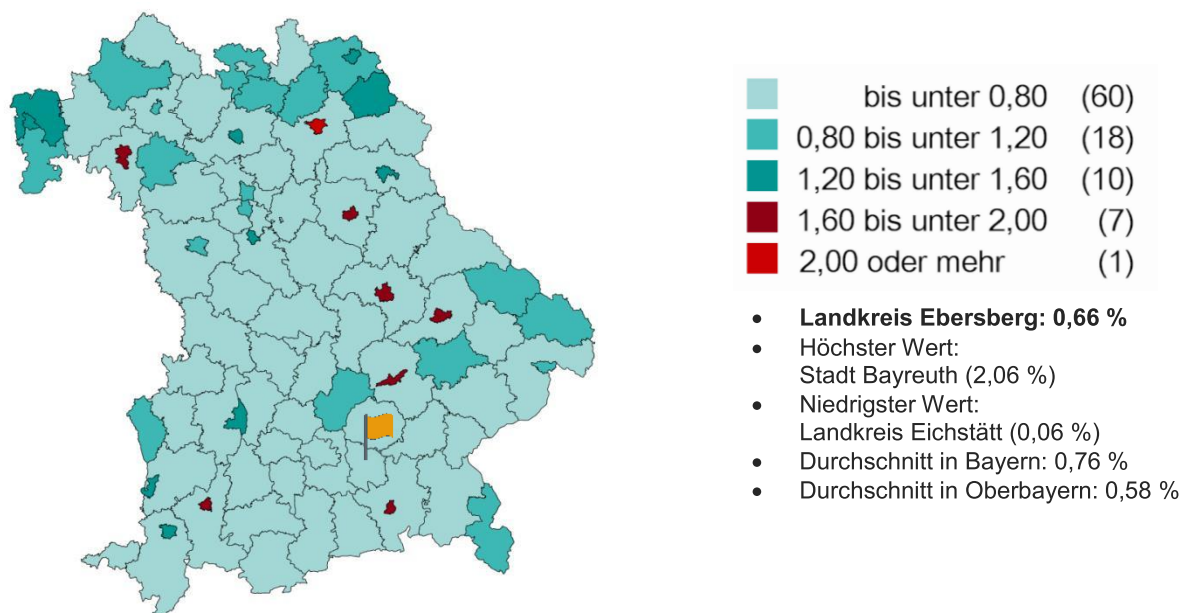 bis unter 0,80 (60)
0,80 bis unter 1,20 (18)
1,20 bis unter 1,60 (10)
1,60 bis unter 2,00 (7)
2,00 oder mehr (1)
• Landkreis Ebersberg: 0,66 %
• Höchster Wert:
Stadt Bayreuth (2,06 %)
• Niedrigster Wert:
Landkreis Eichstätt (0,06 %)
• Durchschnitt in Bayern: 0,76 %
• Durchschnitt in Oberbayern: 0,58 %